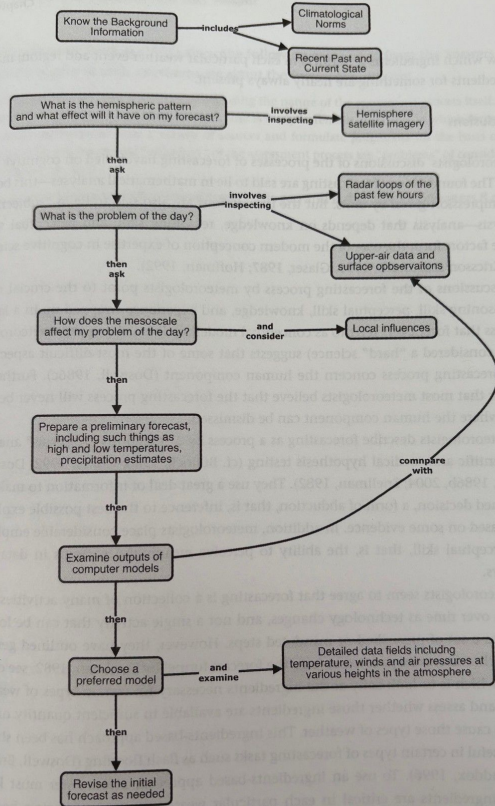 Know the Background
Information
includes
Climatological
Norms
Recent Past and
Current State
What is the hemispheric pattern
and what effect will it have on my forecast?
involves
inspecting
Hemisphere
satellite imagery
then
ask
What is the problem of the day?
involves
inspecting
Radar loops of the
past few hours
Upper-air data and
surface opbservaitons
then
ask
How does the mesoscale
affect my problem of the day?
and
consider
Local influences
then
Prepare a preliminary forecast,
including such things as
high and low temperatures,
precipitation estimates
comnpare
with
then
Examine outputs of
computer models
then
Choose a
preferred model
and
examine
Detailed data fields includng
temperature, winds and air pressures at
various heights in the atmosphere
then
Revise the initial
forecast as needed